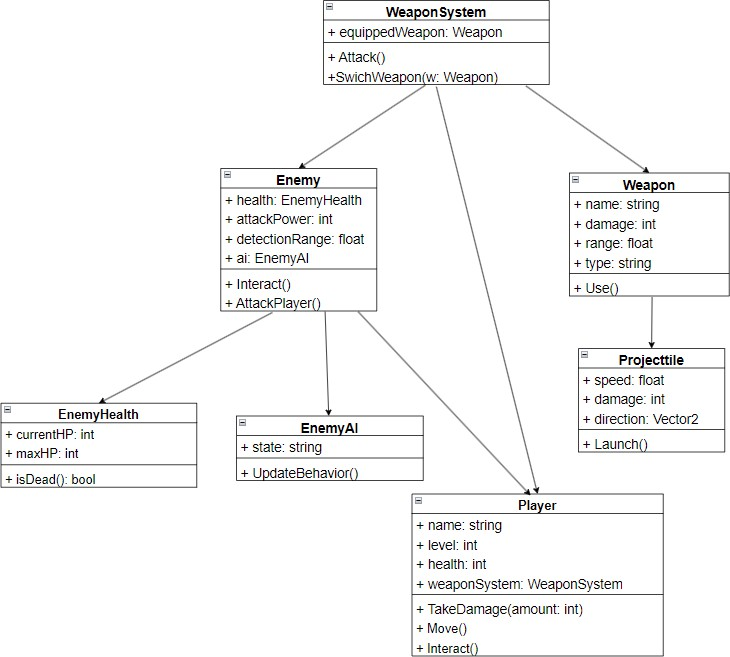 WeaponSystem
+ equippedWeapon: Weapon
+ Attack()
+SwichWeapon(w: Weapon)
Enemy
+ health: EnemyHealth
+ attackPower: int
+ detectionRange: float
+ ai: EnemyAI
+ Interact()
+ AttackPlayer()
Weapon
+ name: string
+ damage: int
+ range: float
+ type: string
+ Use()
Projecttile
+ speed: float
+ damage: int
+ direction: Vector2
+ Launch()
EnemyHealth
+ currentHP: int
+ maxHP: int
+ isDead(): bool
EnemyAI
+ state: string
+ UpdateBehavior()
Player
+ name: string
+ level: int
+ health: int
+ weaponSystem: WeaponSystem
+ TakeDamage(amount: int)
+ Move()
+ Interact()